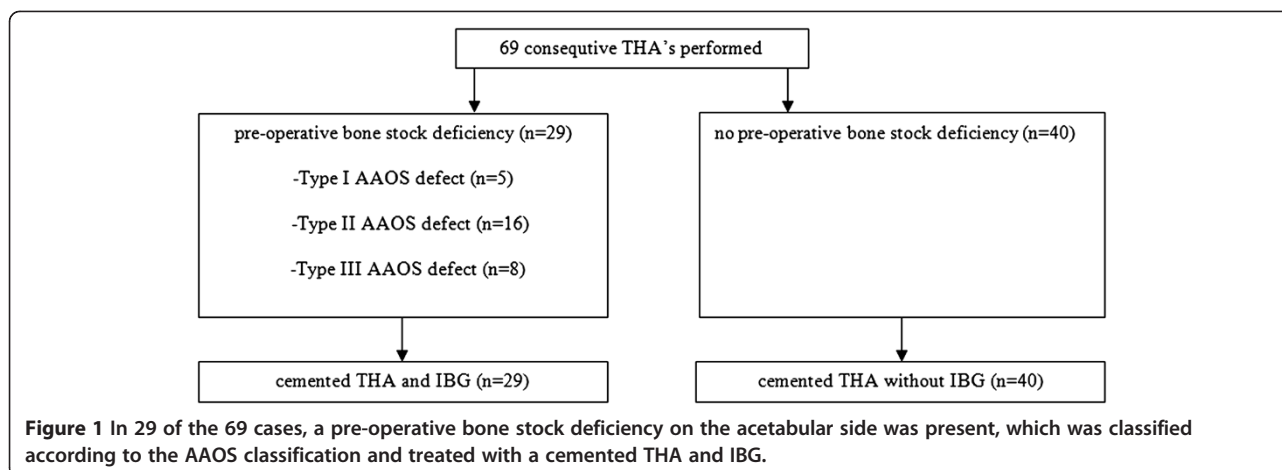 69 consequtive THA's performed
pre-operative bone stock deficiency (n=29)
-Type I AAOS defect (n=5)
-Type II AAOS defect (n=16)
-Type III AAOS defect (n=8)
no pre-operative bone stock deficiency (n=40)
cemented THA and IBG (n=29)
cemented THA without IBG (n=40)
Figure 1 In 29 of the 69 cases, a pre-operative bone stock deficiency on the acetabular side was present, which was classified
according to the AAOS classification and treated with a cemented THA and IBG.